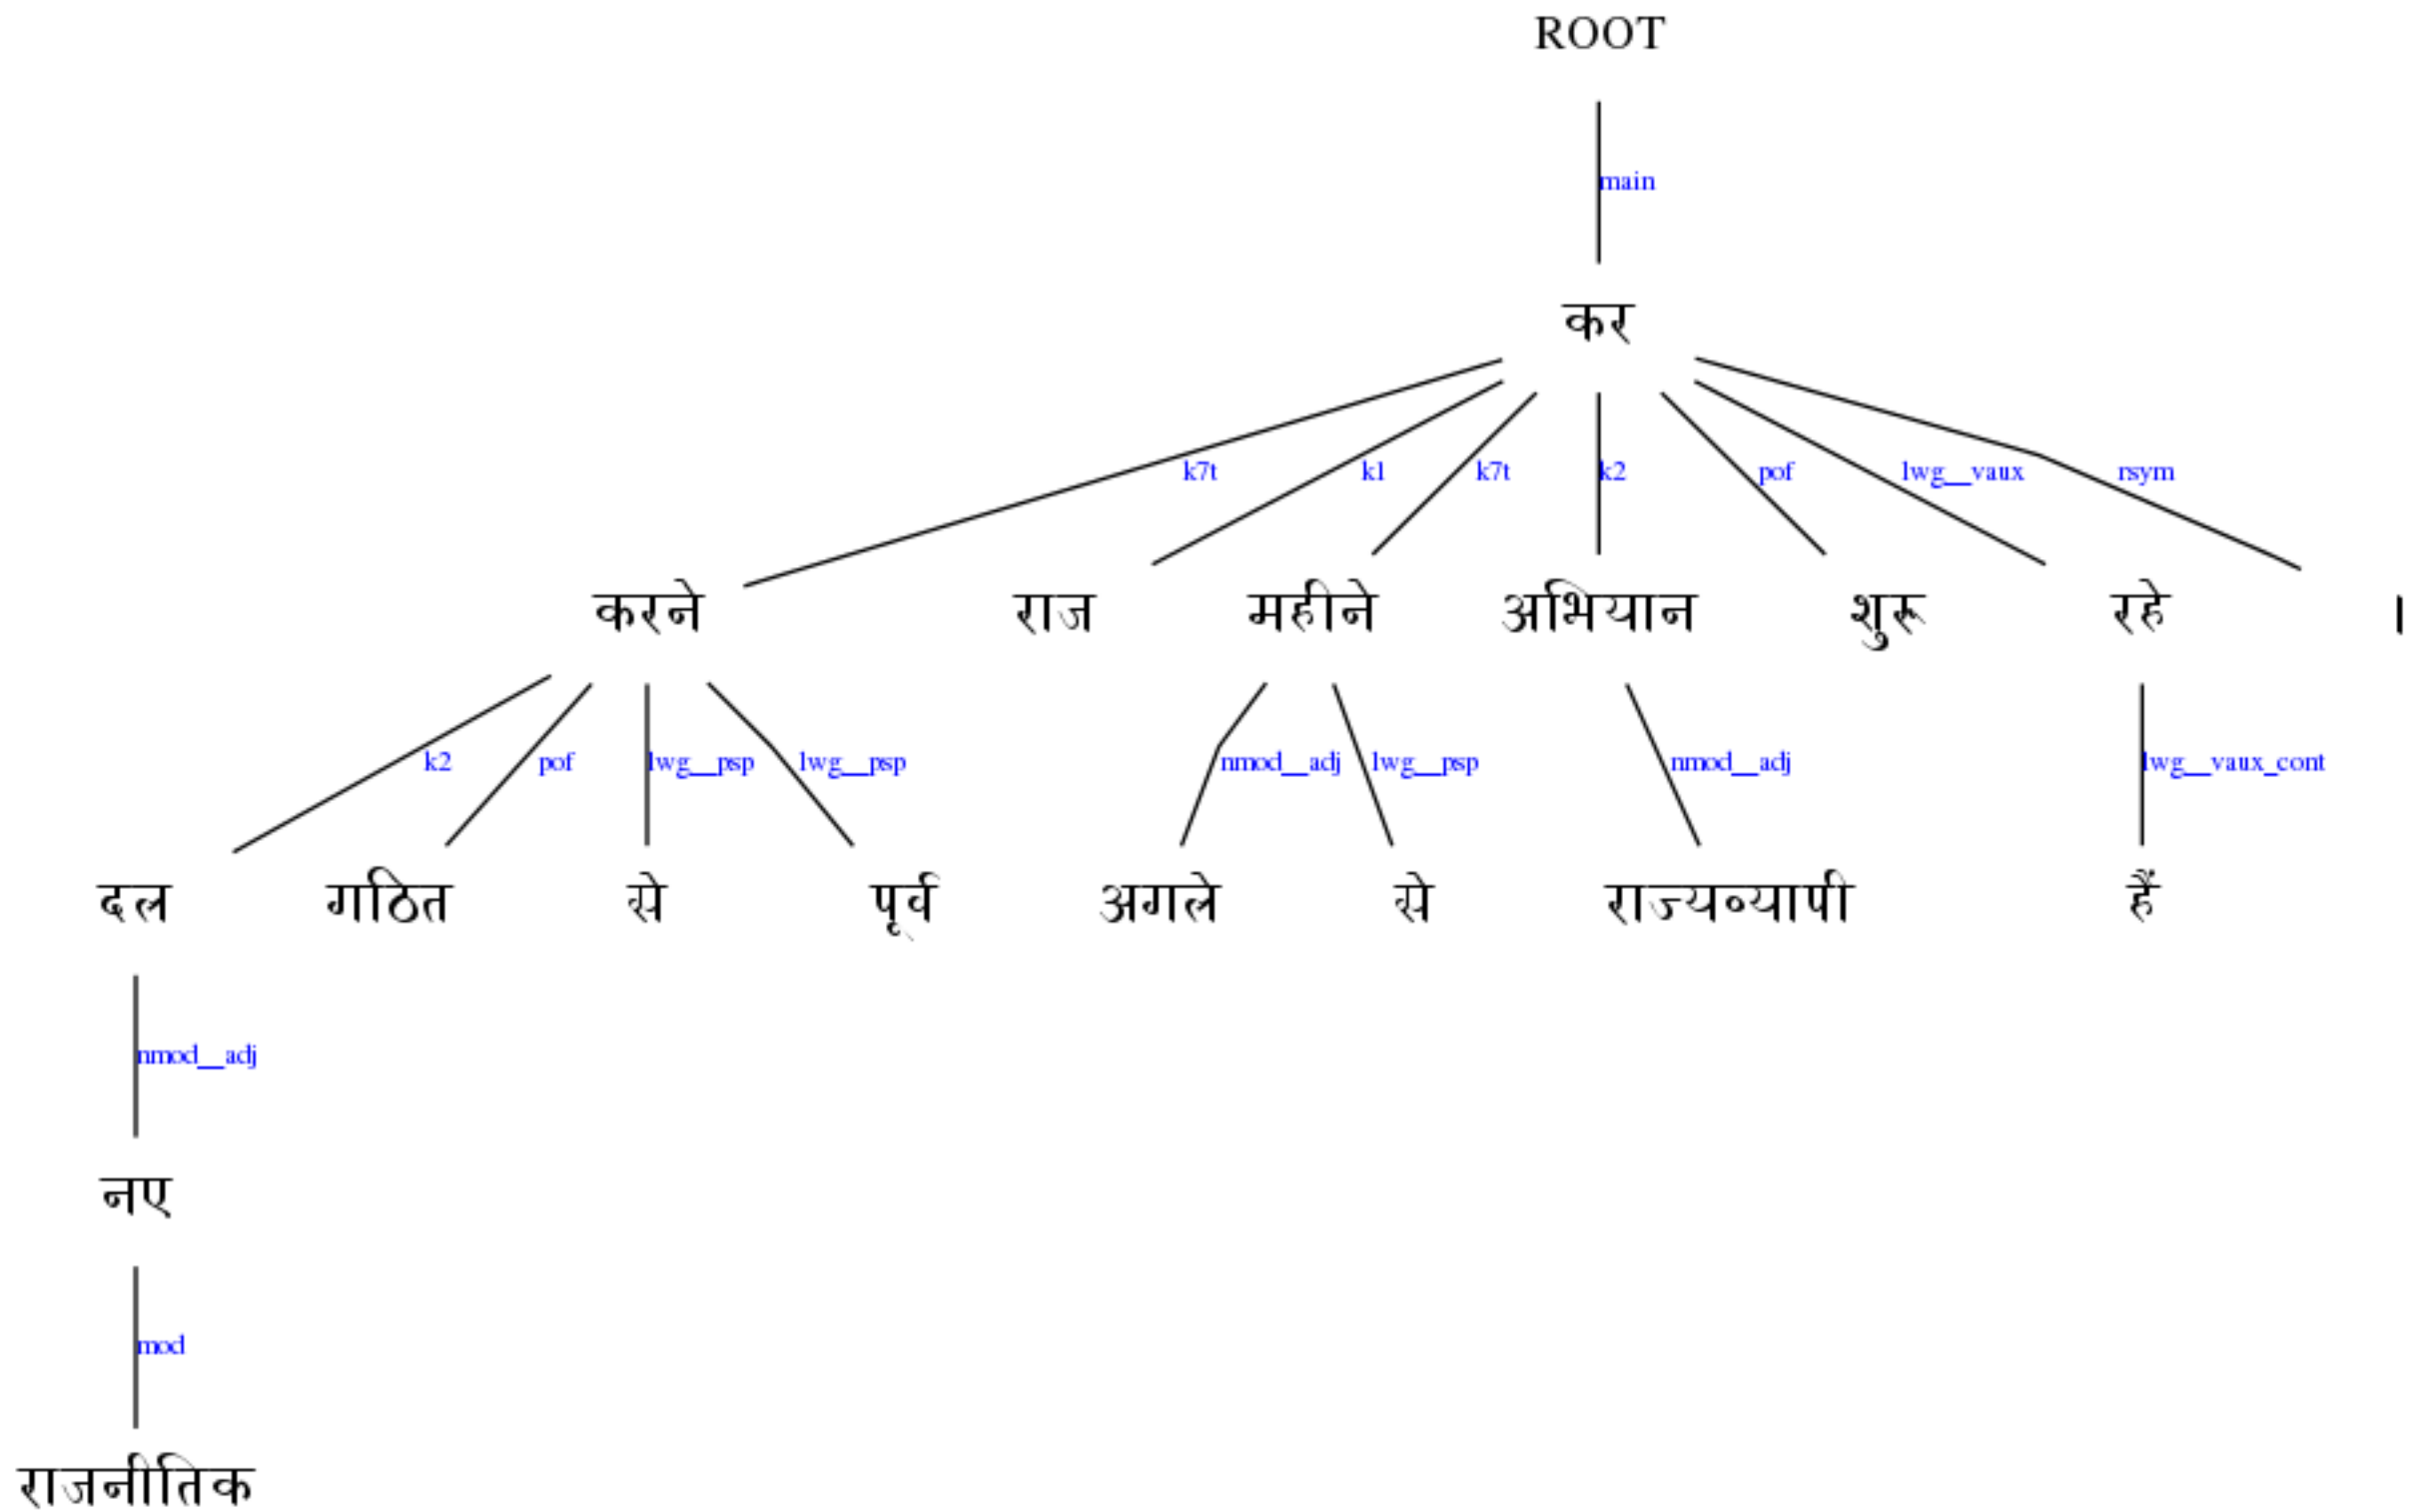 ROOT
main
कर
k7t k1 k7t k2 pof lwg__vaux rsym
करने राज महीने अभियान शुरू रहे ।
k2 pof lwg__psp lwg__psp nmod__adj lwg__psp nmod__adj lwg__vaux_cont
दल गठित से पूर्व अगले से राज्यव्यापी हैं
nmod__adj
नए
mod
राजनीतिक